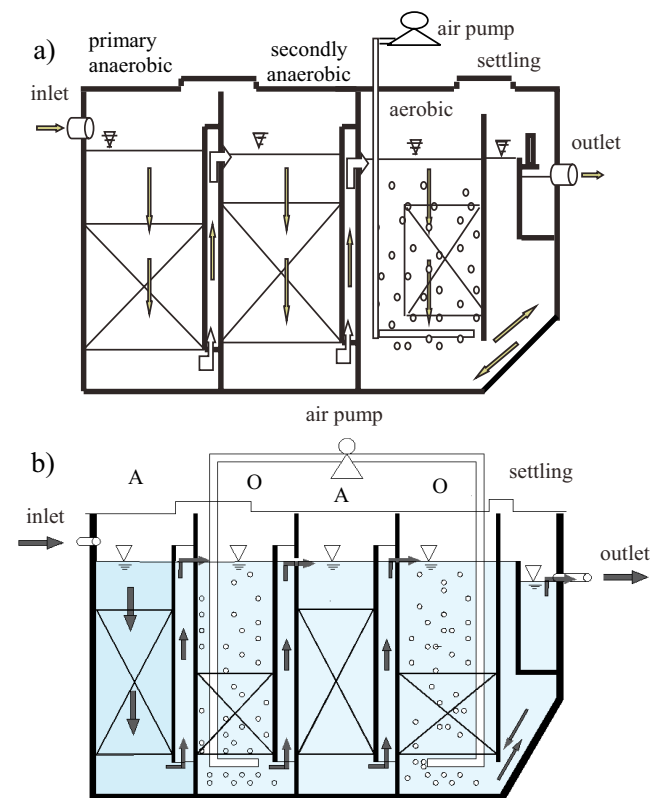 a)
primary
anaerobic
secondly
anaerobic
air pump
settling
inlet
aerobic
outlet
air pump
b)
A
O
A
O
settling
inlet
outlet